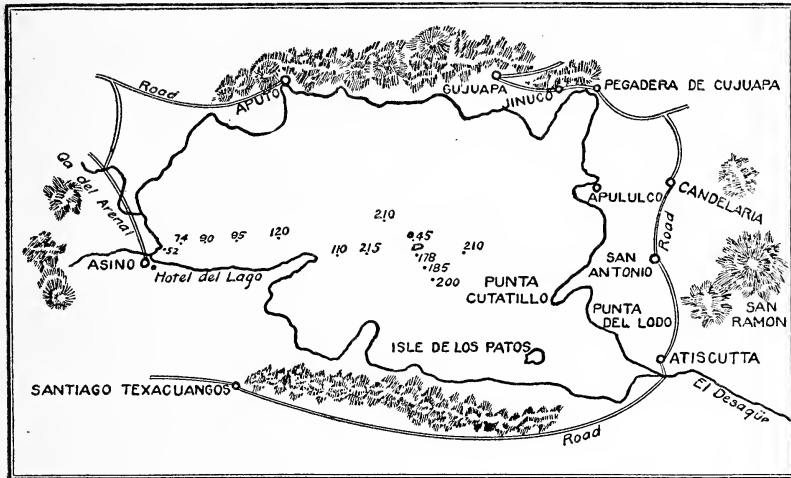 Road
APUTO
CUJUAPA
JINUCO
PEGADERA DE CUJUAPA
Qa del Arenal
APULULCO
CANDELARIA
Road
210
52
74
90
95
120
45
110
215
178
210
185
200
ASINO
Hotel del Lago
SAN
ANTONIO
PUNTA
CUTATILLO
PUNTA
DEL LODO
SAN
RAMON
ISLE DE LOS PATOS
ATISCUTTA
SANTIAGO TEXACUANGOS
El Desagüe
Road